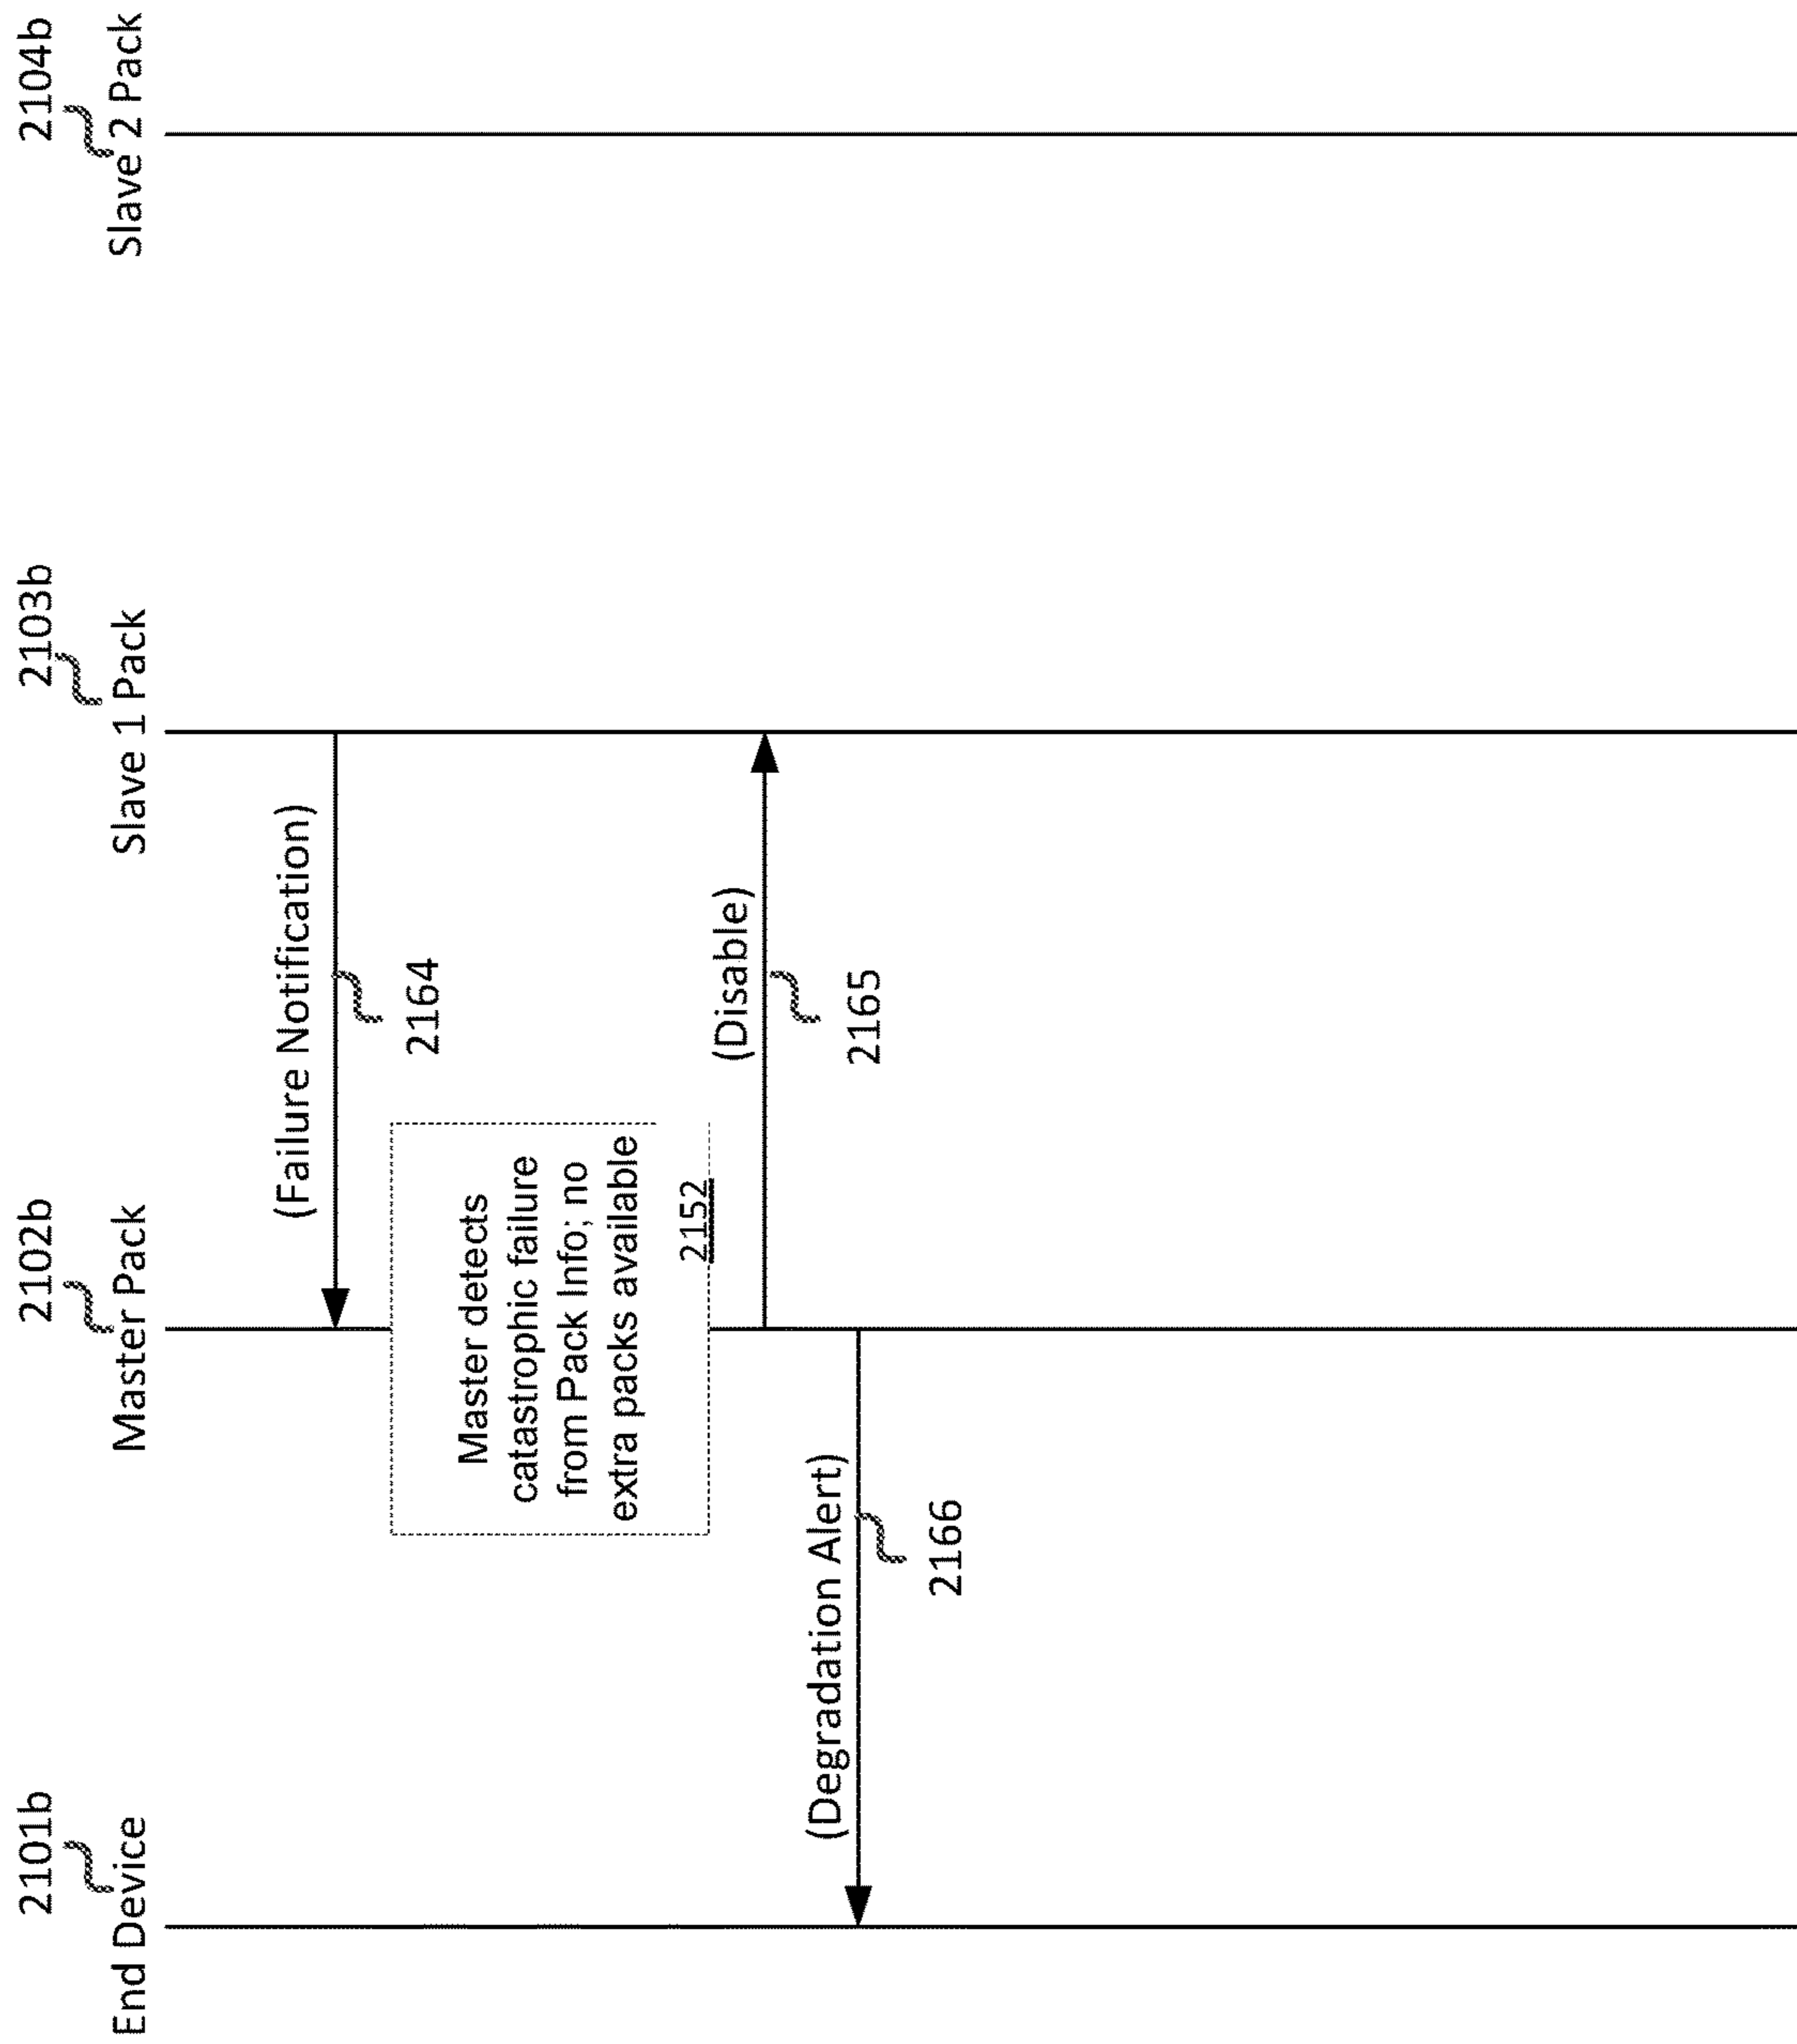 2101b
End Device
2102b
Master Pack
2103b
Slave 1 Pack
2104b
Slave 2 Pack
(Failure Notification)
2164
Master detects
catastrophic failure
from Pack Info; no
extra packs available
2152
(Disable)
2165
(Degradation Alert)
2166